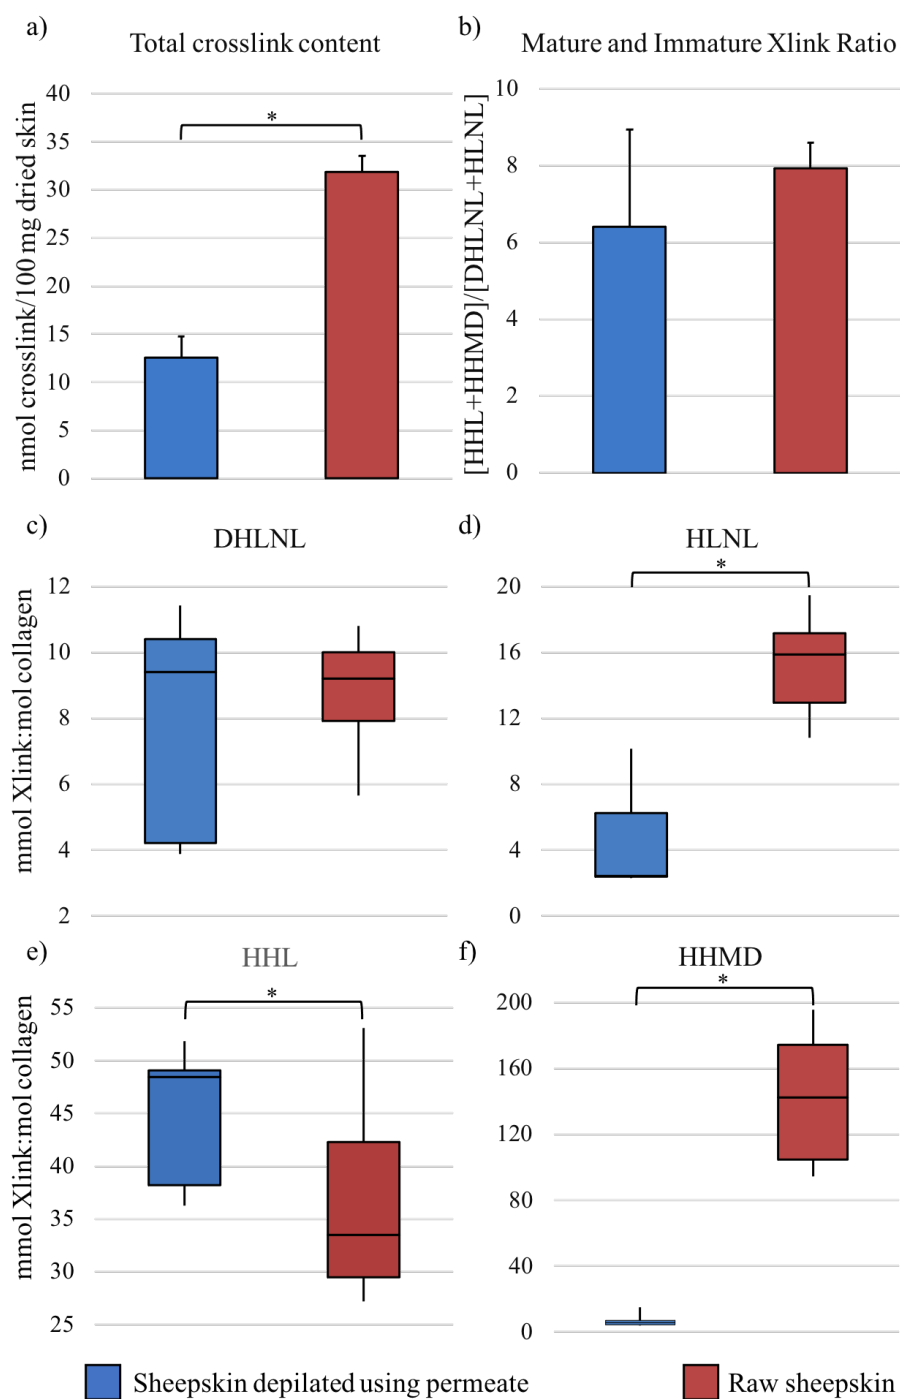 a)
Total crosslink content
nmol crosslink/100 mg dried skin
40
35
30
25
20
15
10
5
0
*
b)
Mature and Immature Xlink Ratio
[HHL+HHMD]/[DHLNL+HLNL]
10
8
6
4
2
0
c)
DHLNL
mmol Xlink:mol collagen
12
10
8
6
4
2
d)
HLNL
20
16
12
8
4
0
*
e)
HHL
mmol Xlink:mol collagen
55
50
45
40
35
30
25
*
f)
HHMD
200
160
120
80
40
0
*
Sheepskin depilated using permeate
Raw sheepskin